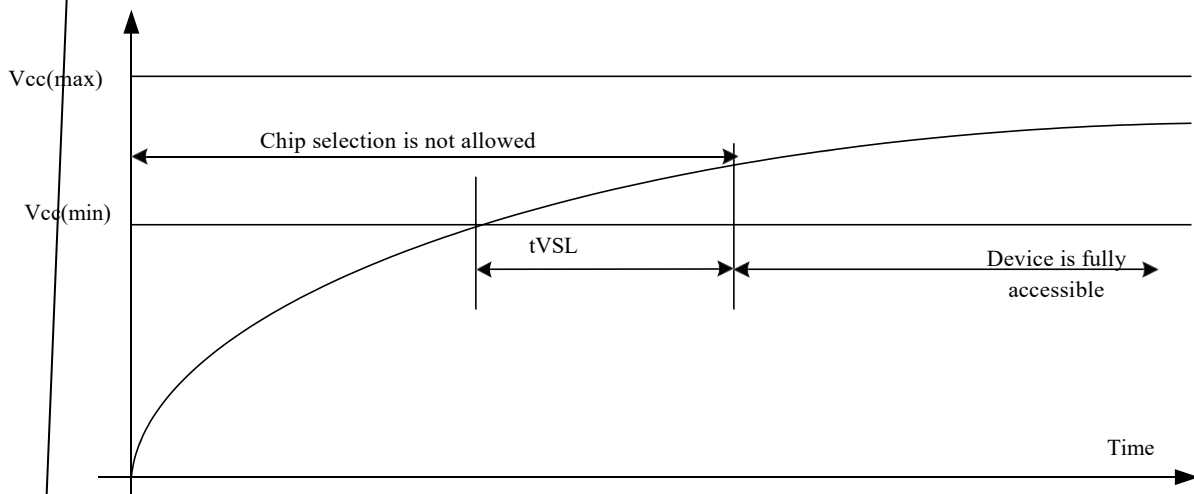 Vcc(max)
Chip selection is not allowed
Vcc(min)
tVSL
Device is fully
accessible
Time